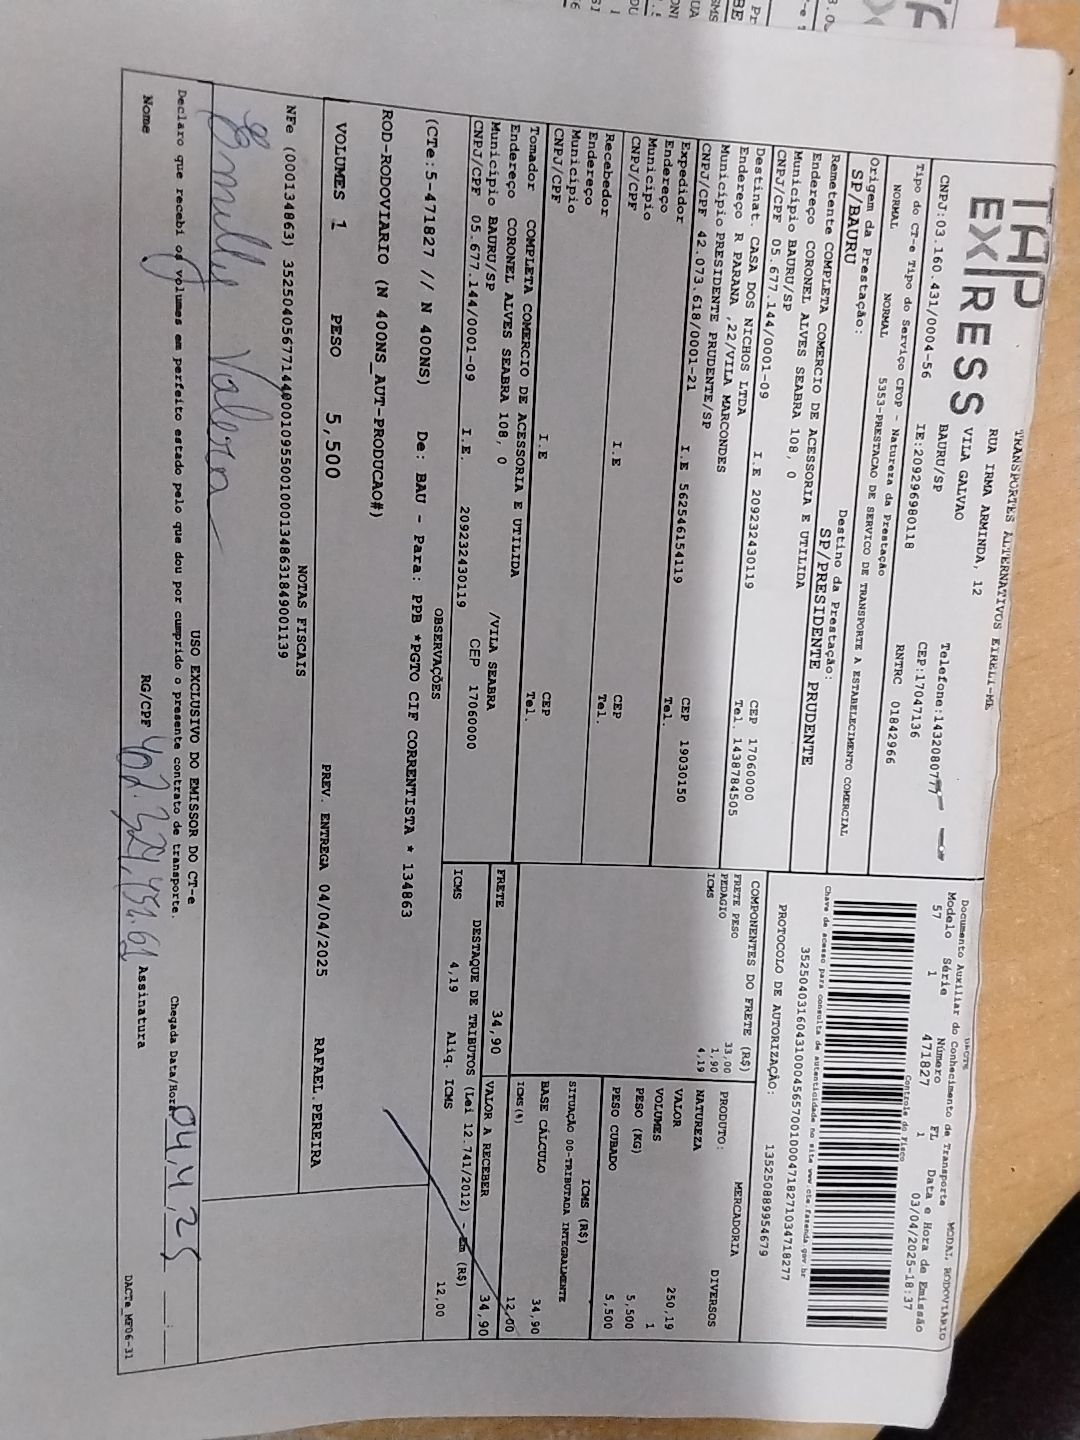 TAP
EX|RESS
TRANSPORTES ALTERNATIVOS EIRELI-ME
RUA IRMA ARMINDA, 12
VILA GALVAO
Telefone:1432080777
BAURU/SP
CEP:17047136
CNPJ:03.160.431/0004-56
IE:209296980118
RNTRC 01842966
Tipo do CT-e Tipo do Serviço CFOP - Natureza da Prestação
NORMAL NORMAL 5353-PRESTACAO DE SERVICO DE TRANSPORTE A ESTABELECIMENTO COMERCIAL
Origem da Prestação: Destino da Prestação:
SP/BAURU SP/PRESIDENTE PRUDENTE
Remetente COMPLETA COMERCIO DE ACESSORIA E UTILIDA
Endereço CORONEL ALVES SEABRA 108, 0
Município BAURU/SP CEP 17060000
CNPJ/CPF 05.677.144/0001-09 I.E 209232430119 Tel. 1438784505
Destinat. CASA DOS NICHOS LTDA
Endereço R PARANA ,22/VILA MARCONDES
Município PRESIDENTE PRUDENTE/SP CEP 19030150
CNPJ/CPF 42.073.618/0001-21 I.E 562546154119 Tel.
Expedidor
Endereço
Município CEP
CNPJ/CPF I.E Tel.
Recebedor
Endereço
Município CEP
CNPJ/CPF I.E Tel.
Tomador COMPLETA COMERCIO DE ACESSORIA E UTILIDA
Endereço CORONEL ALVES SEABRA 108, 0 /VILA SEABRA
Município BAURU/SP CEP 17060000
CNPJ/CPF 05.677.144/0001-09 I.E. 209232430119
DACTE
Documento Auxiliar do Conhecimento de Transporte MODAL RODOVIÁRIO
Modelo Série Número FL Data e Hora de Emissão
57 1 471827 1 03/04/2025-18:37
Controle do Fisco
Chave de acesso para consulta de autenticidade no site www.cte.fazenda.gov.br
35250403160431000456570010004718271034718277
PROTOCOLO DE AUTORIZAÇÃO: 135250889954679
COMPONENTES DO FRETE (R$)
FRETE PESO 33,00
PEDAGIO 1,90
ICMS 4,19
PRODUTO: MERCADORIA
NATUREZA DIVERSOS
VALOR 250,19
VOLUMES 1
PESO (KG) 5,500
PESO CUBADO 5,500
ICMS (R$)
SITUAÇÃO 00-TRIBUTADA INTEGRALMENTE
BASE CÁLCULO 34,90
ICMS(%) 12,00
FRETE 34,90 VALOR A RECEBER 34,90
DESTAQUE DE TRIBUTOS (Lei 12.741/2012) - Em (R$)
ICMS 4,19 Aliq. ICMS 12,00
OBSERVAÇÕES
(CTe:5-471827 // N 400NS) De: BAU - Para: PPB *PGTO CIF CORRENTISTA * 134863
ROD-RODOVIARIO (N 400NS_AUT-PRODUCAO#)
VOLUMES 1 PESO 5,500 PREV. ENTREGA 04/04/2025 RAFAEL.PEREIRA
NOTAS FISCAIS
NFe (000134863) 35250405677144000109550010001348631849001139
USO EXCLUSIVO DO EMISSOR DO CT-e
Declaro que recebi os volumes em perfeito estado pelo que dou por cumprido o presente contrato de transporte.
Chegada Data/Hora 04,4,25
Nome
RG/CPF
Assinatura
DACTe_MF06-31